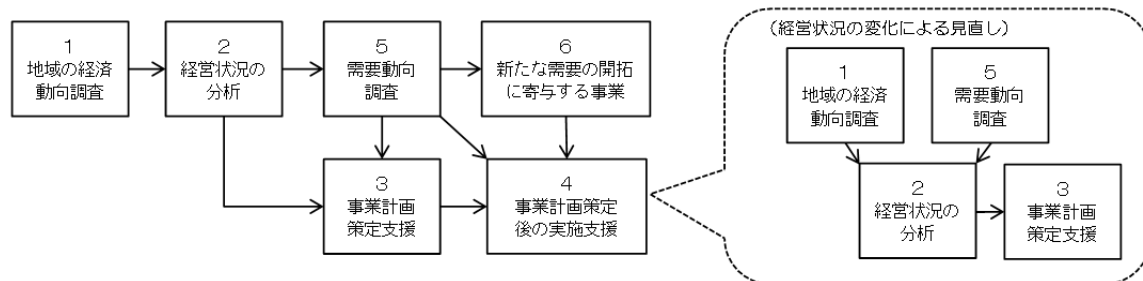 1
地域の経済
動向調査
2
経営状況の
分析
5
需要動向
調査
6
新たな需要の開拓
に寄与する事業
3
事業計画
策定支援
4
事業計画策定
後の実施支援
(経営状況の変化による見直し)
1
地域の経済
動向調査
5
需要動向
調査
2
経営状況の
分析
3
事業計画
策定支援